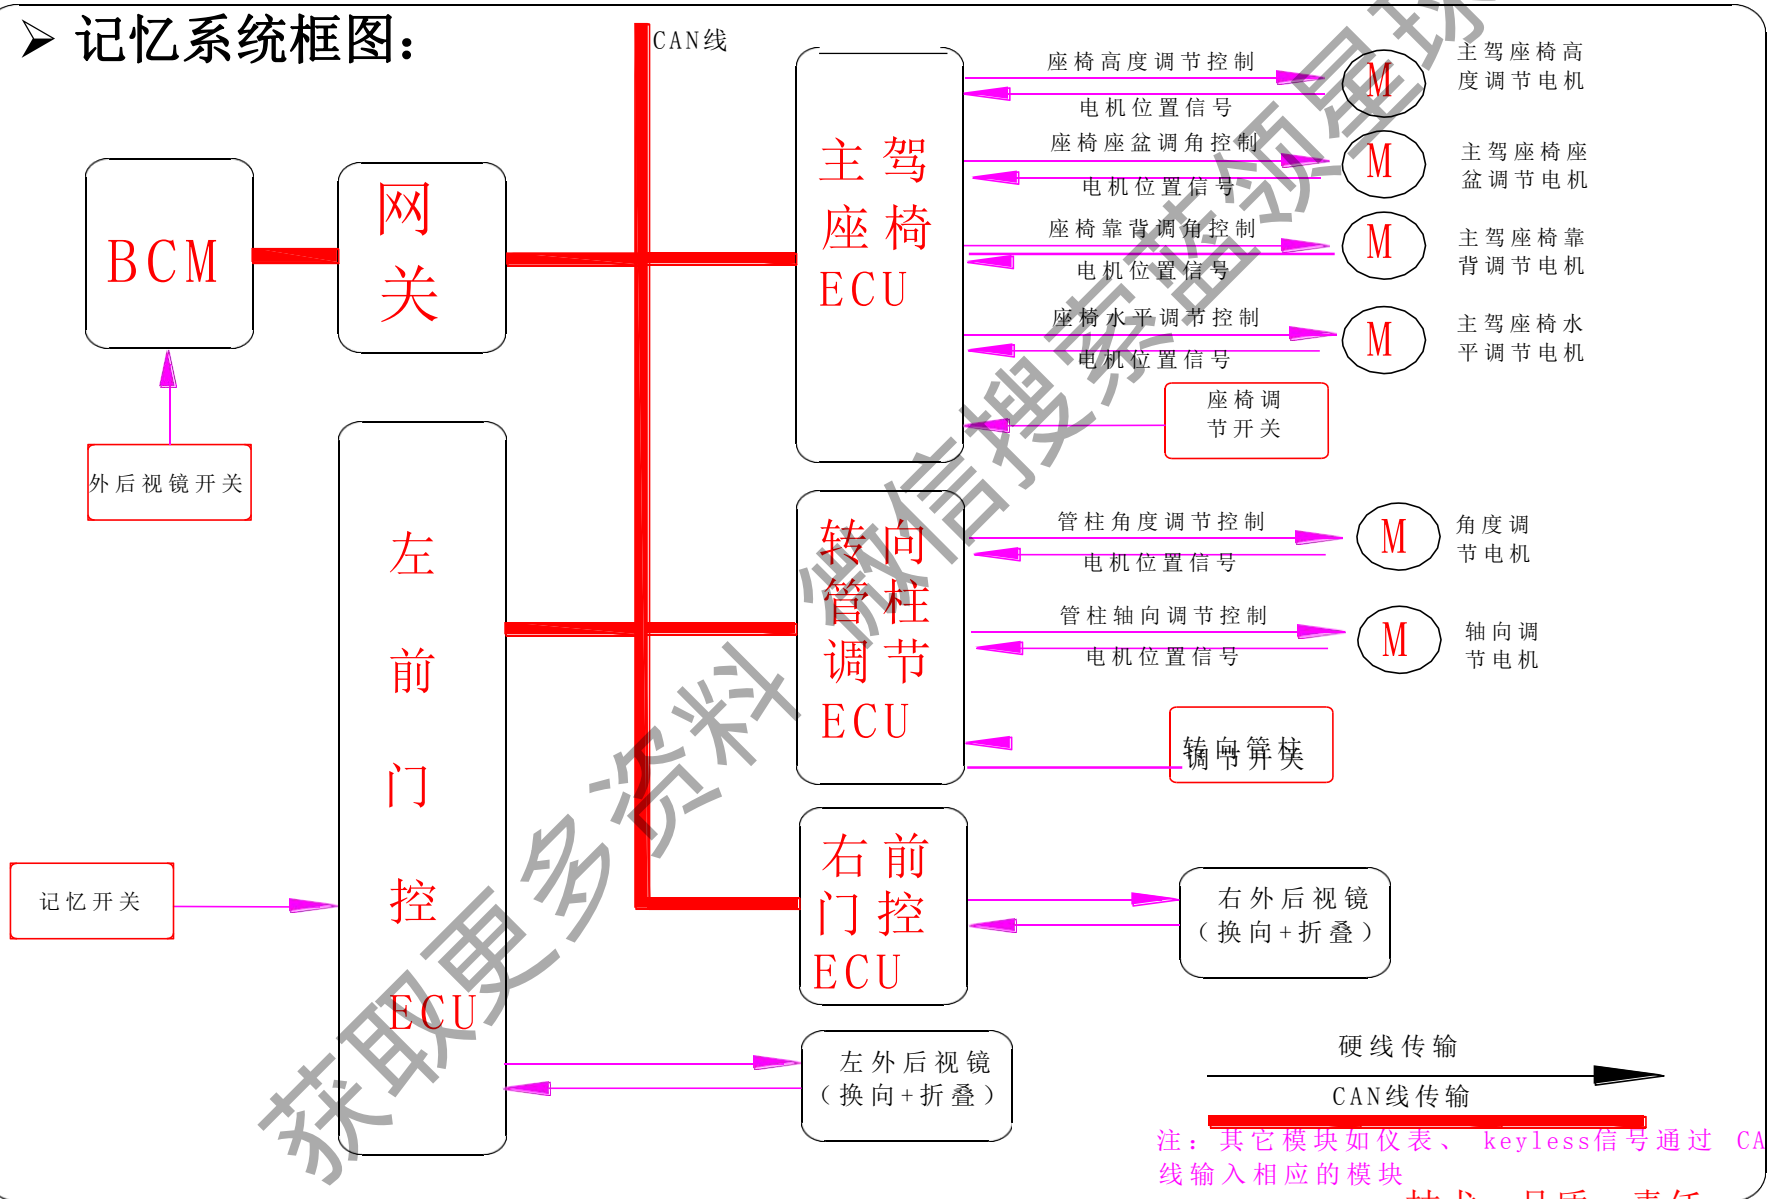 记忆系统框图：
CAN线
BCM
网
关
外后视镜开关
左
前
门
控
ECU
记忆开关
主驾
座椅
ECU
座椅高度调节控制
电机位置信号
M
主驾座椅高
度调节电机
座椅座盆调角控制
电机位置信号
M
主驾座椅座
盆调节电机
座椅靠背调角控制
电机位置信号
M
主驾座椅靠
背调节电机
座椅水平调节控制
电机位置信号
M
主驾座椅水
平调节电机
座椅调
节开关
转向
管柱
调节
ECU
管柱角度调节控制
电机位置信号
M
角度调
节电机
管柱轴向调节控制
电机位置信号
M
轴向调
节电机
转向管柱
调节开关
右前
门控
ECU
右外后视镜
（换向+折叠）
左外后视镜
（换向+折叠）
硬线传输
CAN线传输
注：其它模块如仪表、 keyless信号通过 CA
线输入相应的模块
获取更多资料 微信搜索蓝领星球